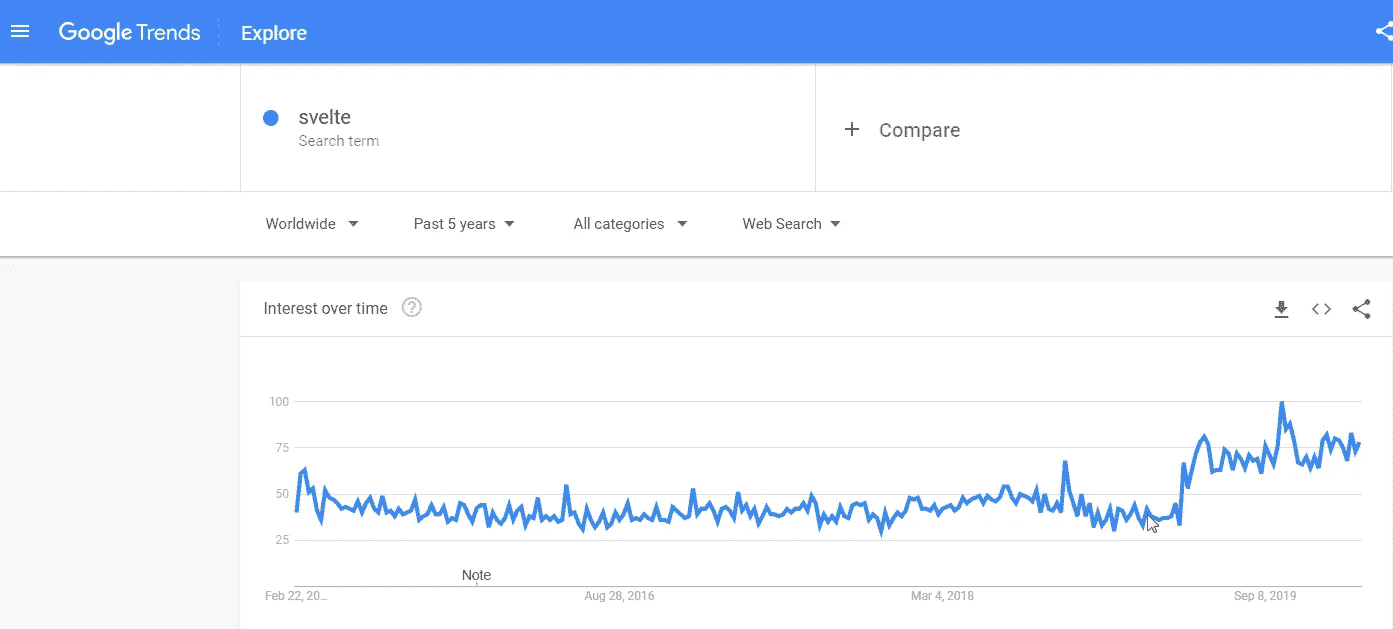 Google Trends Explore
svelte
Search term
+ Compare
Worldwide Past 5 years All categories Web Search
Interest over time ?
100
75
50
25
Note
Feb 22, 20... Aug 28, 2016 Mar 4, 2018 Sep 8, 2019